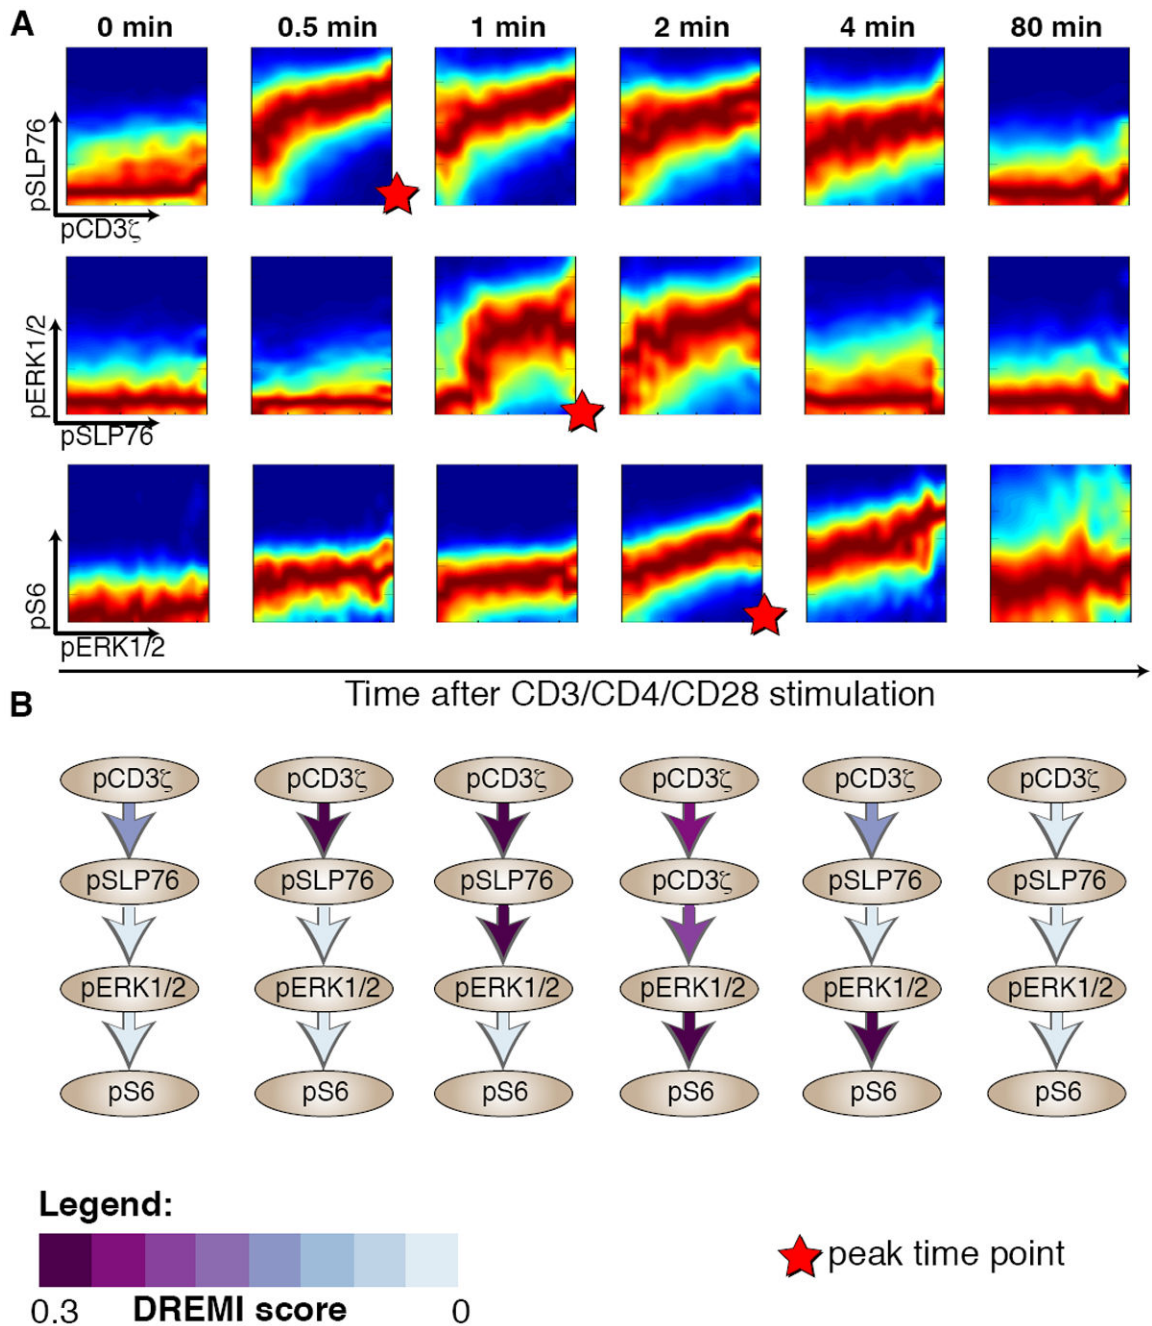 A
0 min 0.5 min 1 min 2 min 4 min 80 min
pSLP76
pCD3ζ
pERK1/2
pSLP76
pS6
pERK1/2
Time after CD3/CD4/CD28 stimulation
B
pCD3ζ pCD3ζ pCD3ζ pCD3ζ pCD3ζ pCD3ζ
pSLP76 pSLP76 pSLP76 pCD3ζ pSLP76 pSLP76
pERK1/2 pERK1/2 pERK1/2 pERK1/2 pERK1/2 pERK1/2
pS6 pS6 pS6 pS6 pS6 pS6
Legend:
peak time point
0.3 DREMI score 0